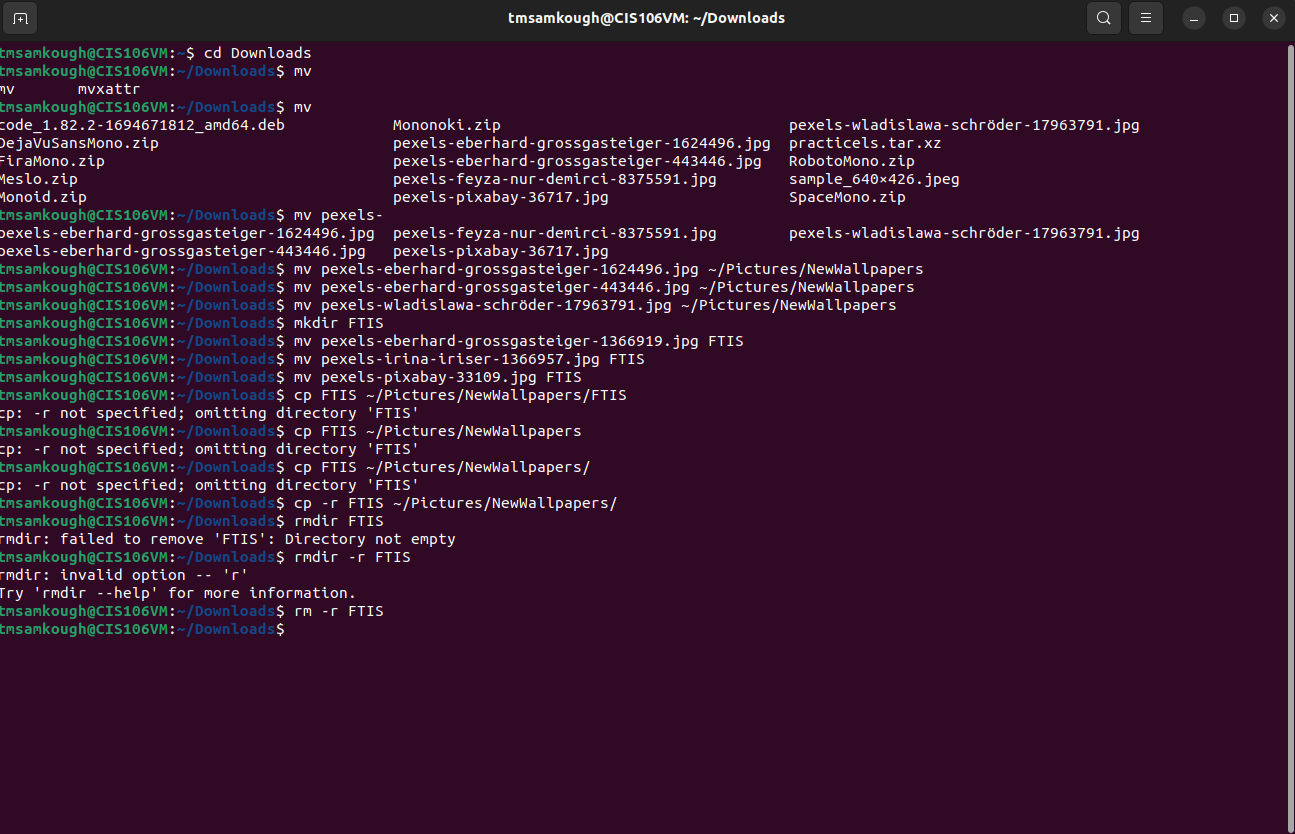 tmsamkough@CIS106VM: ~/Downloads
tmsamkough@CIS106VM:~$ cd Downloads
tmsamkough@CIS106VM:~/Downloads$ mv
mv       mvxattr
tmsamkough@CIS106VM:~/Downloads$ mv
code_1.82.2-1694671812_amd64.deb            Mononoki.zip                                pexels-wladislawa-schröder-17963791.jpg
DejaVuSansMono.zip                          pexels-eberhard-grossgasteiger-1624496.jpg  practicels.tar.xz
FiraMono.zip                                pexels-eberhard-grossgasteiger-443446.jpg   RobotoMono.zip
Meslo.zip                                   pexels-feyza-nur-demirci-8375591.jpg        sample_640×426.jpeg
Monoid.zip                                  pexels-pixabay-36717.jpg                    SpaceMono.zip
tmsamkough@CIS106VM:~/Downloads$ mv pexels-
pexels-eberhard-grossgasteiger-1624496.jpg  pexels-feyza-nur-demirci-8375591.jpg        pexels-wladislawa-schröder-17963791.jpg
pexels-eberhard-grossgasteiger-443446.jpg   pexels-pixabay-36717.jpg
tmsamkough@CIS106VM:~/Downloads$ mv pexels-eberhard-grossgasteiger-1624496.jpg ~/Pictures/NewWallpapers
tmsamkough@CIS106VM:~/Downloads$ mv pexels-eberhard-grossgasteiger-443446.jpg ~/Pictures/NewWallpapers
tmsamkough@CIS106VM:~/Downloads$ mv pexels-wladislawa-schröder-17963791.jpg ~/Pictures/NewWallpapers
tmsamkough@CIS106VM:~/Downloads$ mkdir FTIS
tmsamkough@CIS106VM:~/Downloads$ mv pexels-eberhard-grossgasteiger-1366919.jpg FTIS
tmsamkough@CIS106VM:~/Downloads$ mv pexels-irina-iriser-1366957.jpg FTIS
tmsamkough@CIS106VM:~/Downloads$ mv pexels-pixabay-33109.jpg FTIS
tmsamkough@CIS106VM:~/Downloads$ cp FTIS ~/Pictures/NewWallpapers/FTIS
cp: -r not specified; omitting directory 'FTIS'
tmsamkough@CIS106VM:~/Downloads$ cp FTIS ~/Pictures/NewWallpapers
cp: -r not specified; omitting directory 'FTIS'
tmsamkough@CIS106VM:~/Downloads$ cp FTIS ~/Pictures/NewWallpapers/
cp: -r not specified; omitting directory 'FTIS'
tmsamkough@CIS106VM:~/Downloads$ cp -r FTIS ~/Pictures/NewWallpapers/
tmsamkough@CIS106VM:~/Downloads$ rmdir FTIS
rmdir: failed to remove 'FTIS': Directory not empty
tmsamkough@CIS106VM:~/Downloads$ rmdir -r FTIS
rmdir: invalid option -- 'r'
Try 'rmdir --help' for more information.
tmsamkough@CIS106VM:~/Downloads$ rm -r FTIS
tmsamkough@CIS106VM:~/Downloads$